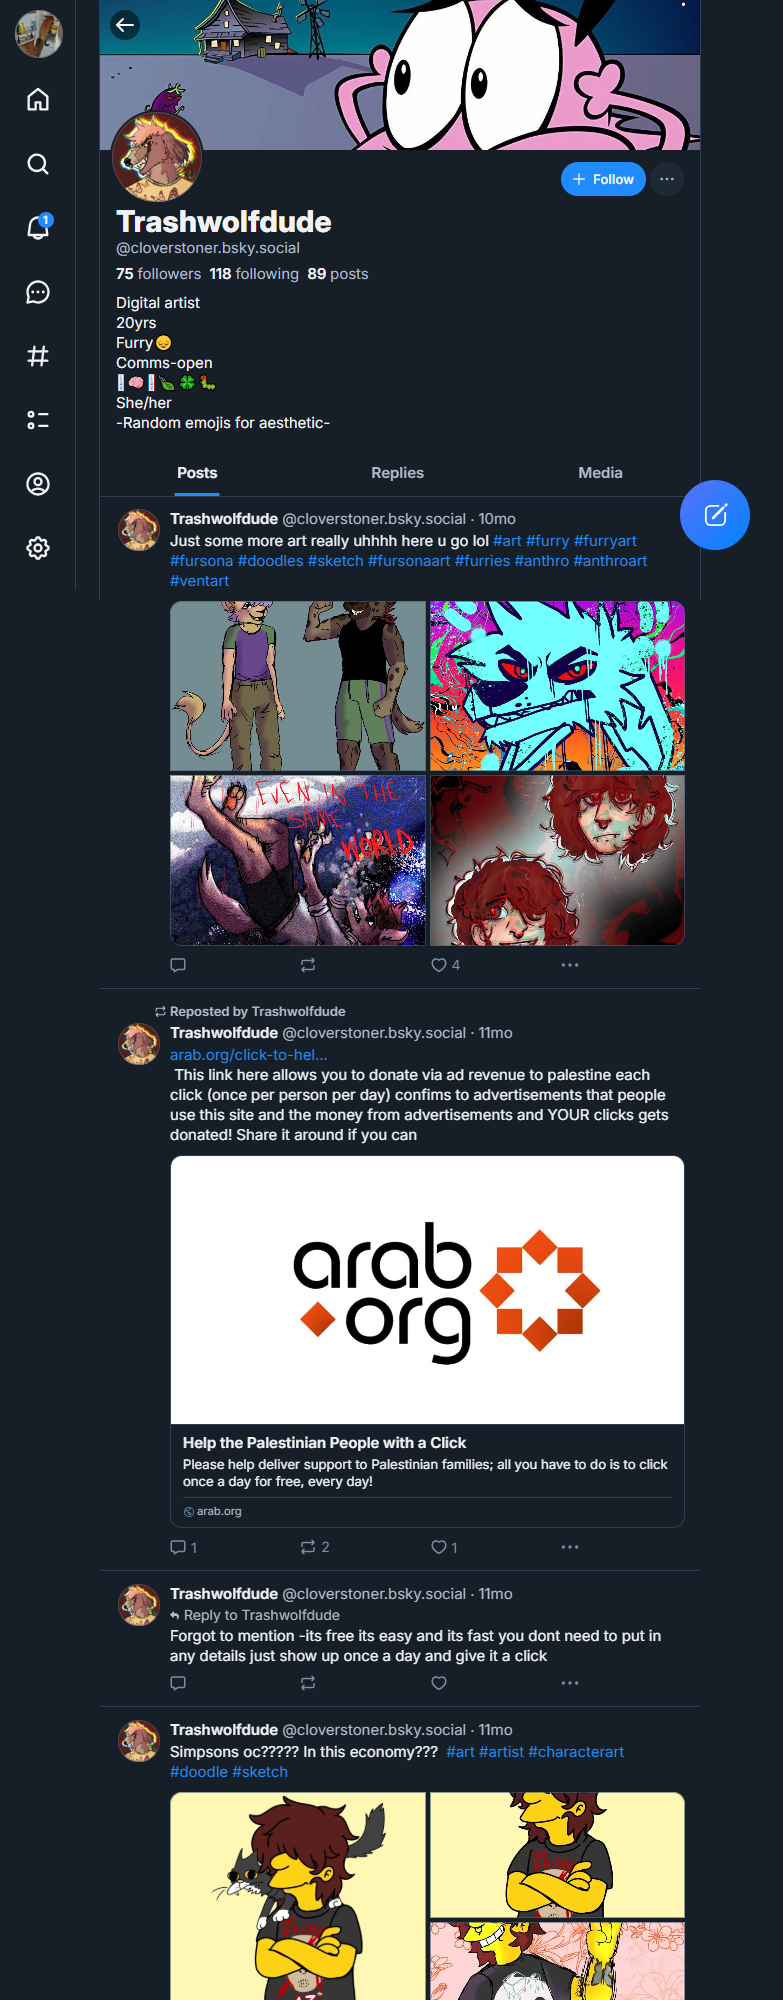 1
+ Follow
Trashwolfdude
@cloverstoner.bsky.social
75 followers 118 following 89 posts
Digital artist
20yrs
Furry😔
Comms-open
🧠🍃🍀🐛
She/her
-Random emojis for aesthetic-
Posts Replies Media
Trashwolfdude @cloverstoner.bsky.social · 10mo
Just some more art really uhhhh here u go lol #art #furry #furryart
#fursona #doodles #sketch #fursonaart #furries #anthro #anthroart
#ventart
EVEN IN THE
SAME
WORLD
4
Reposted by Trashwolfdude
Trashwolfdude @cloverstoner.bsky.social · 11mo
arab.org/click-to-hel...
This link here allows you to donate via ad revenue to palestine each
click (once per person per day) confims to advertisements that people
use this site and the money from advertisements and YOUR clicks gets
donated! Share it around if you can
arab
org
Help the Palestinian People with a Click
Please help deliver support to Palestinian families; all you have to do is to click
once a day for free, every day!
arab.org
1 2 1
Trashwolfdude @cloverstoner.bsky.social · 11mo
Reply to Trashwolfdude
Forgot to mention -its free its easy and its fast you dont need to put in
any details just show up once a day and give it a click
Trashwolfdude @cloverstoner.bsky.social · 11mo
Simpsons oc????? In this economy??? #art #artist #characterart
#doodle #sketch